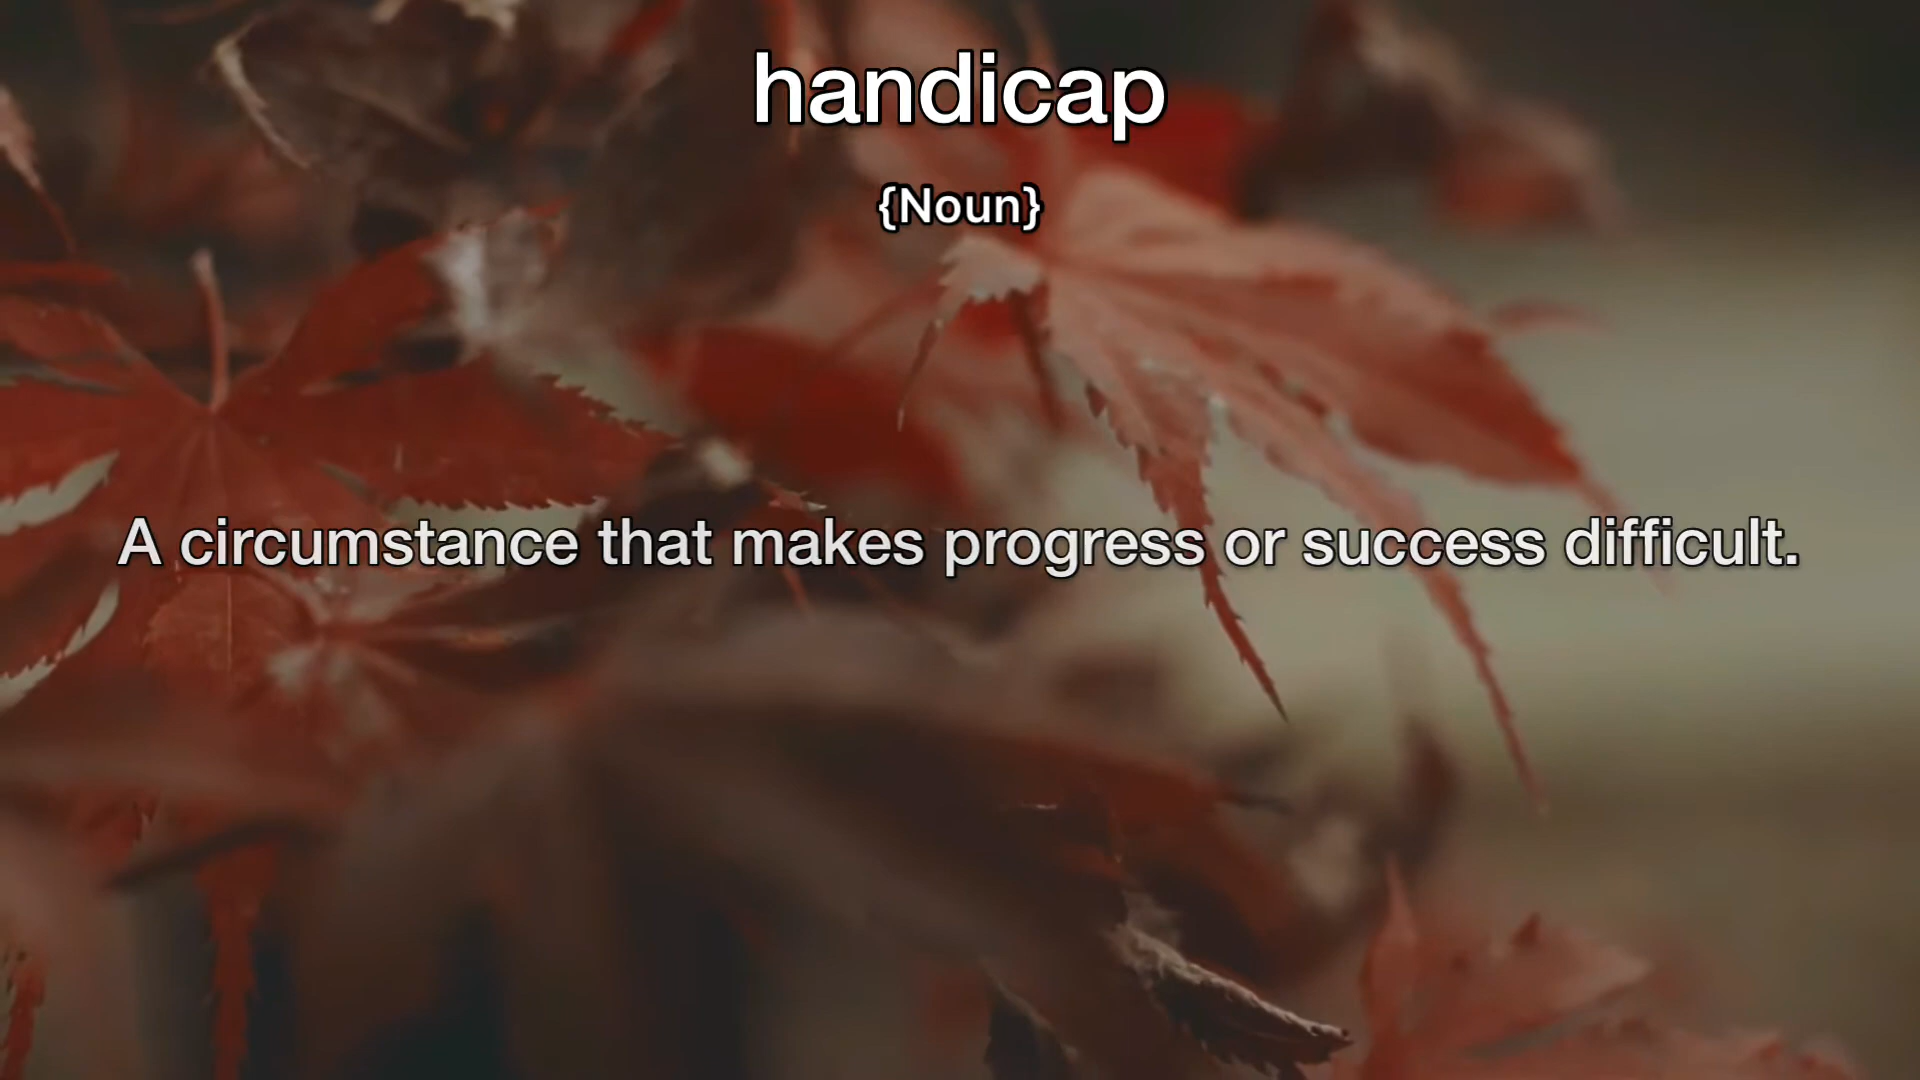 handicap
{Noun}
A circumstance that makes progress or success difficult.